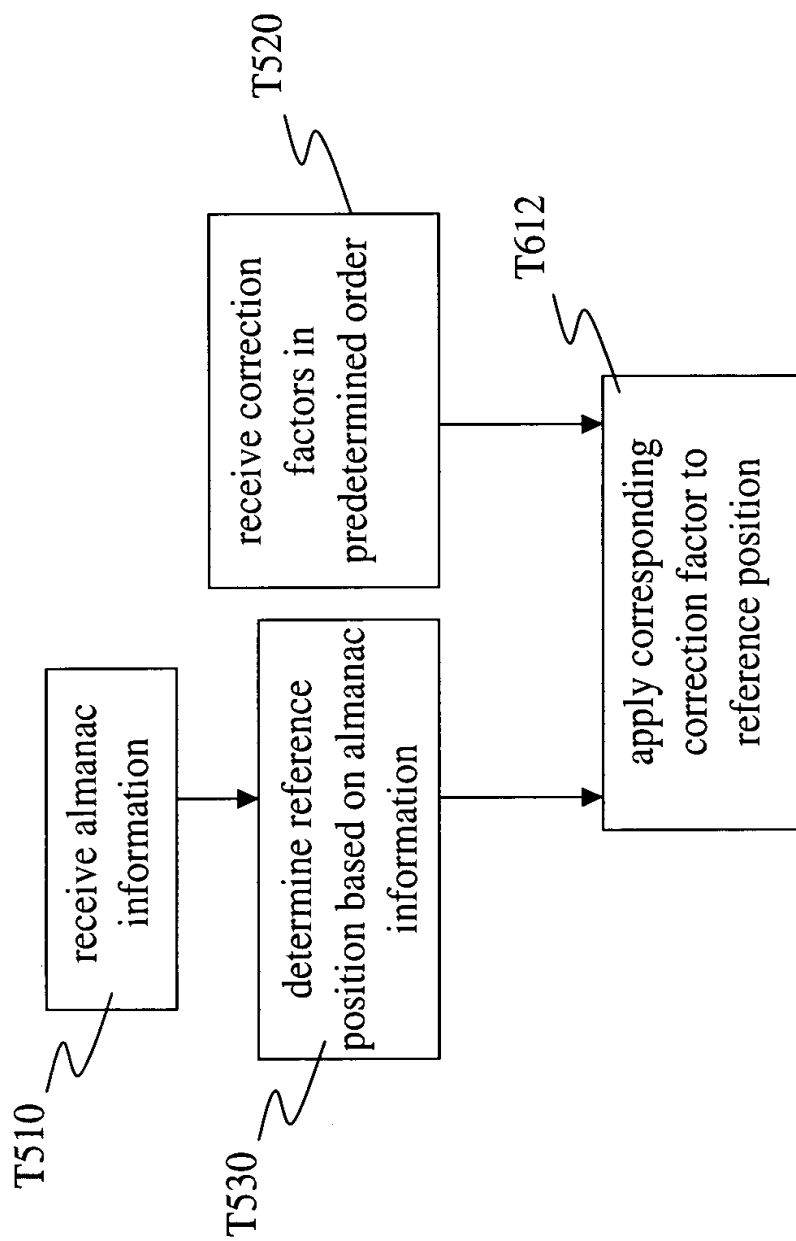 T510
receive almanac
information
T530
determine reference
position based on almanac
information
receive correction
factors in
predetermined order
T520
apply corresponding
correction factor to
reference position
T612